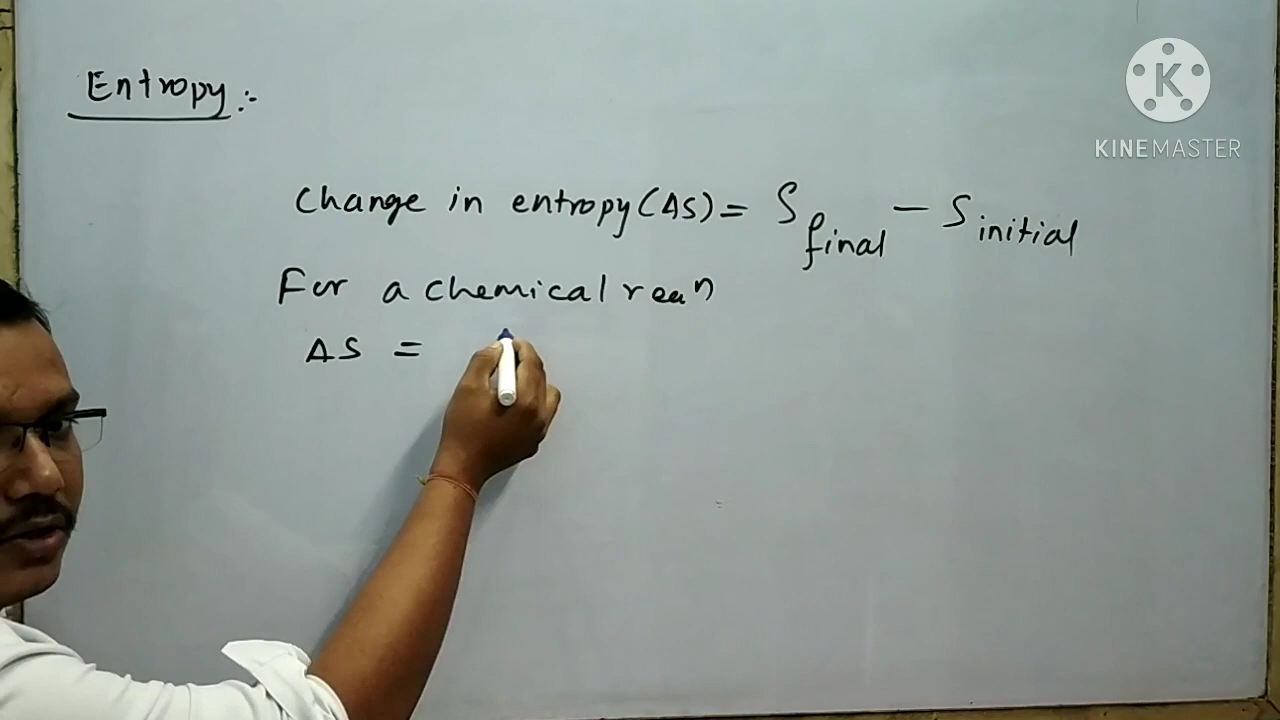 Entropy:-
K
KINEMASTER
Change in entropy (ΔS) = S final - S initial
For a chemical rean
ΔS =